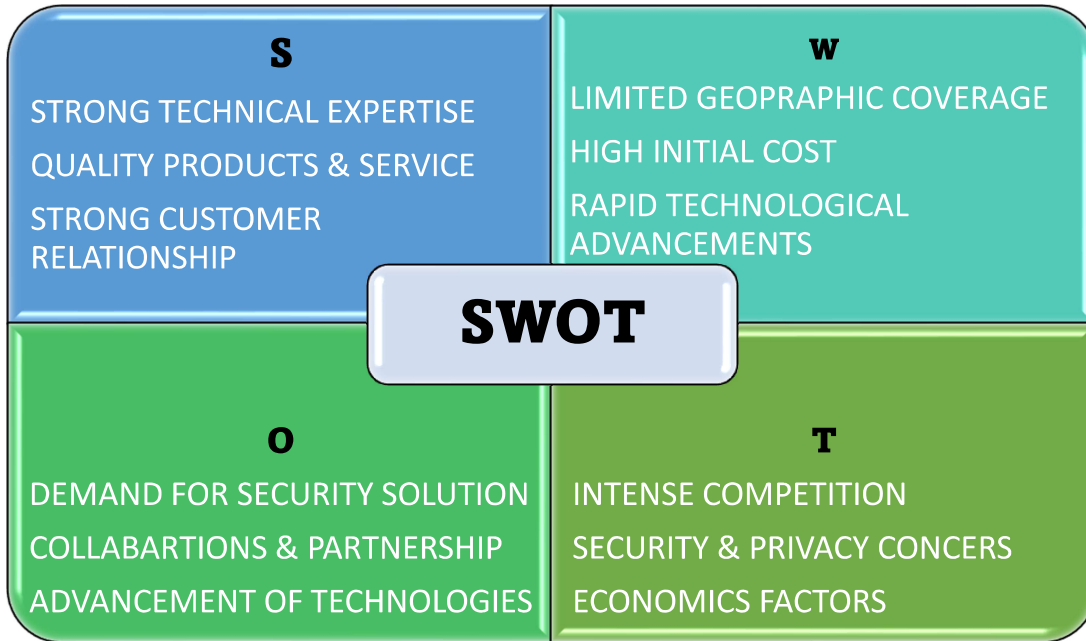 S
STRONG TECHNICAL EXPERTISE
QUALITY PRODUCTS & SERVICE
STRONG CUSTOMER
RELATIONSHIP
W
LIMITED GEOPRAPHIC COVERAGE
HIGH INITIAL COST
RAPID TECHNOLOGICAL
ADVANCEMENTS
SWOT
O
DEMAND FOR SECURITY SOLUTION
COLLABARTIONS & PARTNERSHIP
ADVANCEMENT OF TECHNOLOGIES
T
INTENSE COMPETITION
SECURITY & PRIVACY CONCERS
ECONOMICS FACTORS